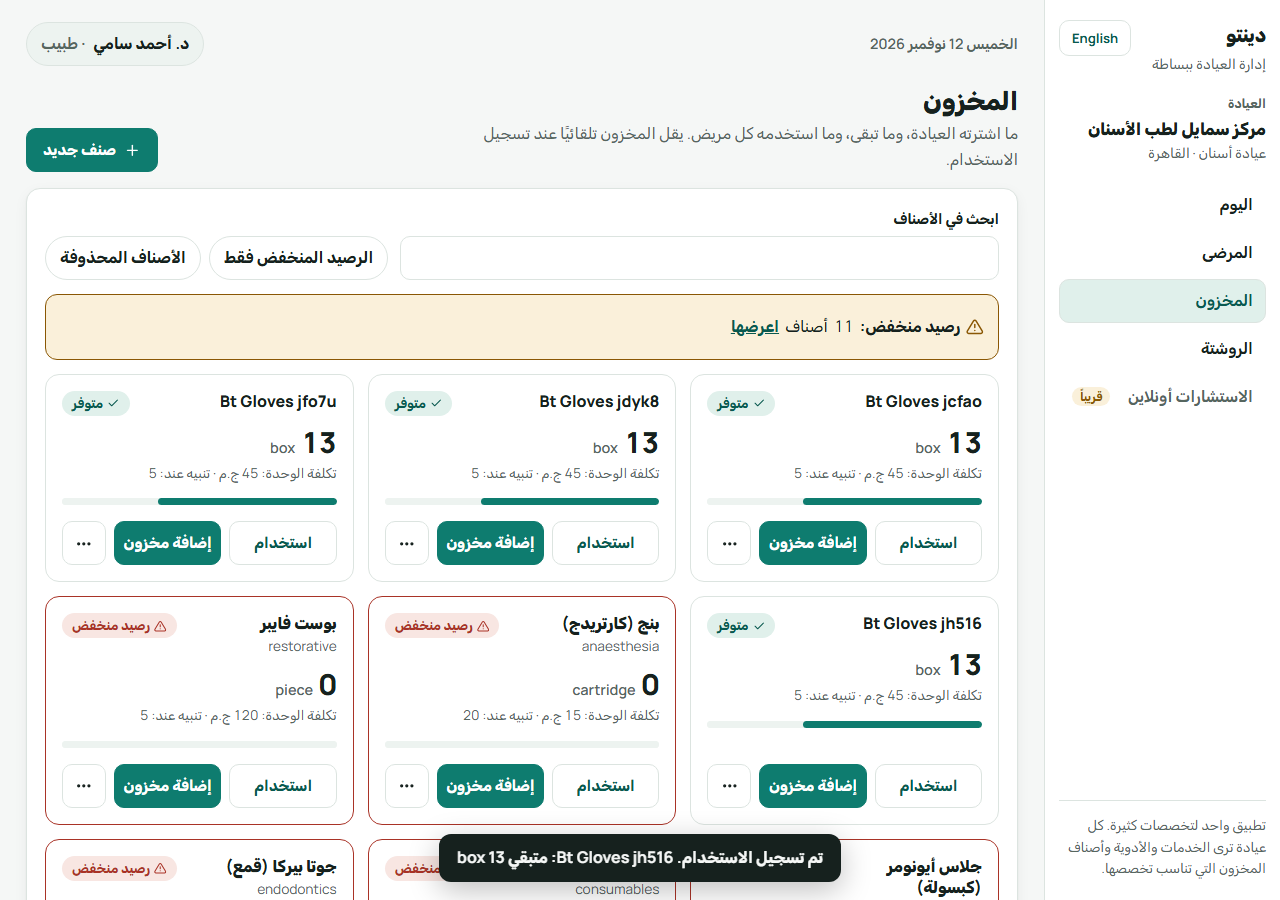 دينتو
English
إدارة العيادة ببساطة
العيادة
مركز سمايل لطب الأسنان
عيادة أسنان · القاهرة
اليوم
المرضى
المخزون
الروشتة
الاستشارات أونلاين قريباً
تطبيق واحد لتخصصات كثيرة. كل
عيادة ترى الخدمات والأدوية وأصناف
المخزون التي تناسب تخصصها.
الخميس 12 نوفمبر 2026
د. أحمد سامي · طبيب
المخزون
ما اشترته العيادة، وما تبقى، وما استخدمه كل مريض. يقل المخزون تلقائيًا عند تسجيل
الاستخدام.
+ صنف جديد
ابحث في الأصناف
الرصيد المنخفض فقط
الأصناف المحذوفة
رصيد منخفض: 11 أصناف اعرضها
Bt Gloves jcfao
متوفر
13 box
تكلفة الوحدة: 45 ج.م · تنبيه عند: 5
استخدام
إضافة مخزون
···
Bt Gloves jdyk8
متوفر
13 box
تكلفة الوحدة: 45 ج.م · تنبيه عند: 5
استخدام
إضافة مخزون
···
Bt Gloves jfo7u
متوفر
13 box
تكلفة الوحدة: 45 ج.م · تنبيه عند: 5
استخدام
إضافة مخزون
···
Bt Gloves jh516
متوفر
13 box
تكلفة الوحدة: 45 ج.م · تنبيه عند: 5
استخدام
إضافة مخزون
···
بنج (كارتريدج)
رصيد منخفض
anaesthesia
0 cartridge
تكلفة الوحدة: 15 ج.م · تنبيه عند: 20
استخدام
إضافة مخزون
···
بوست فايبر
رصيد منخفض
restorative
0 piece
تكلفة الوحدة: 120 ج.م · تنبيه عند: 5
استخدام
إضافة مخزون
···
جلاس أيونومر
(كبسولة)
منخفض
consumables
جوتا بيركا (قمع)
رصيد منخفض
endodontics
تم تسجيل الاستخدام. Bt Gloves jh516: متبقي 13 box